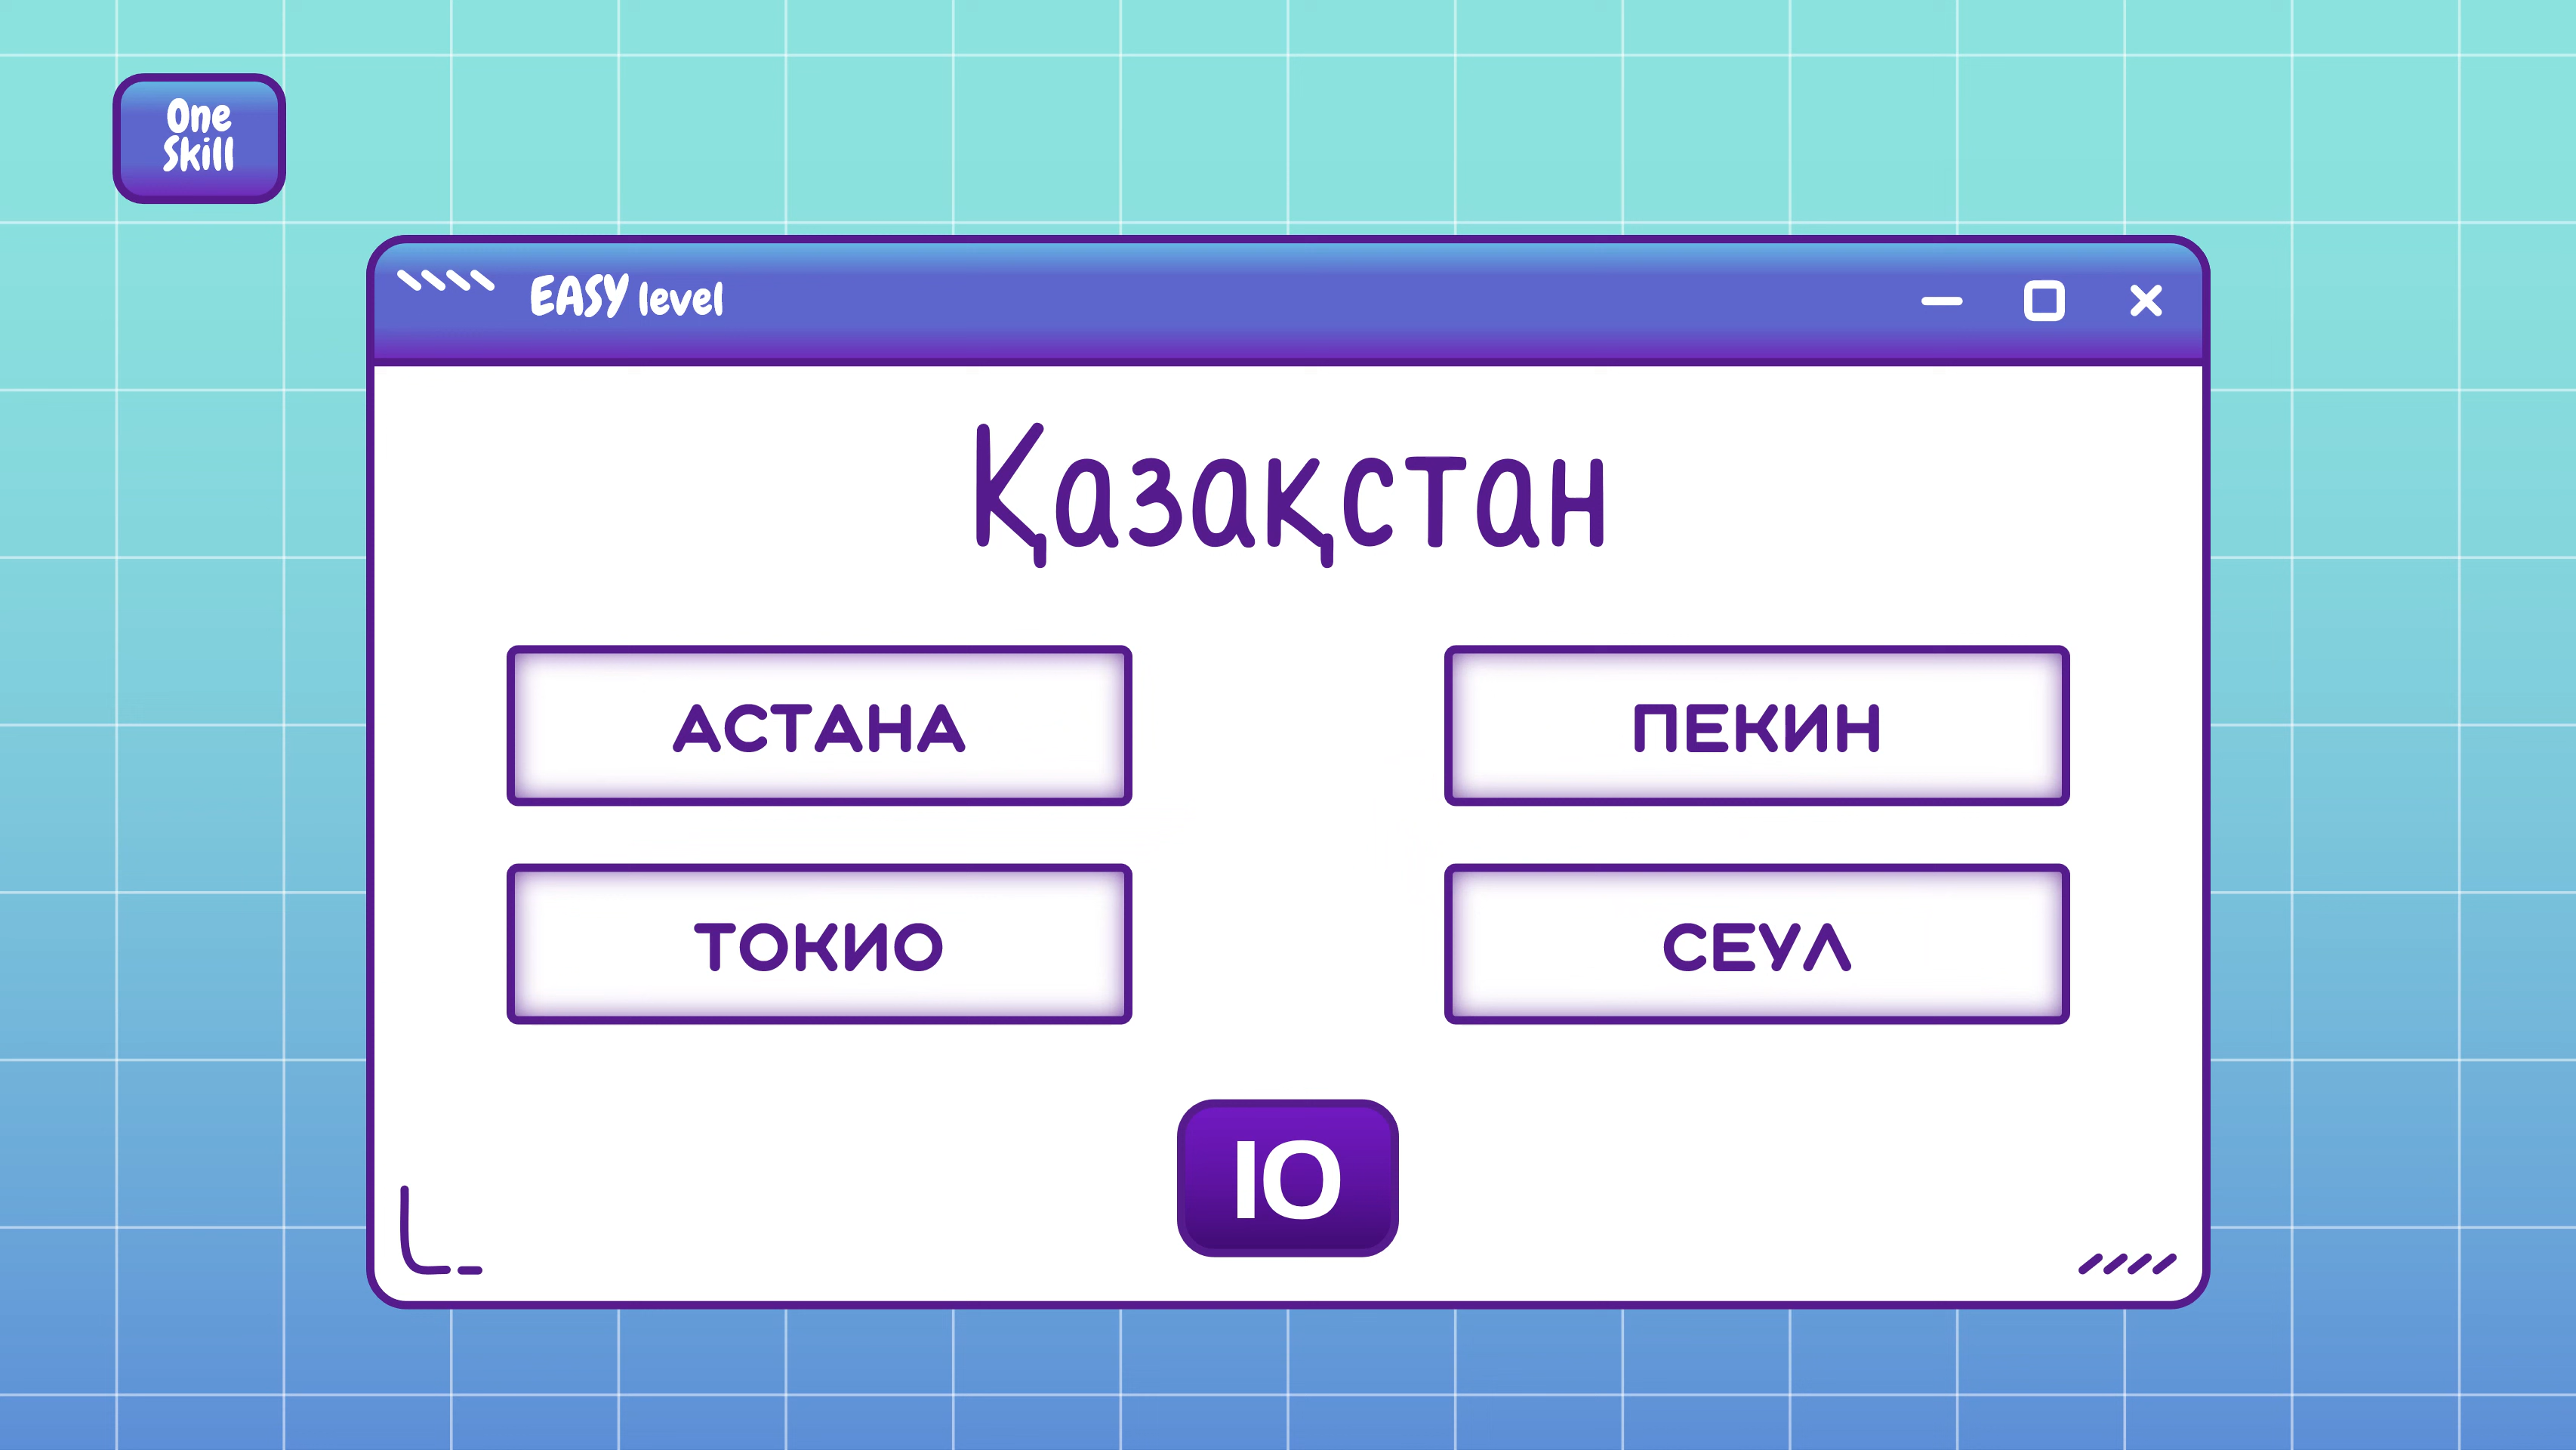 One
Skill
EASY level
Қазақстан
АСТАНА
ПЕКИН
ТОКИО
СЕУЛ
10